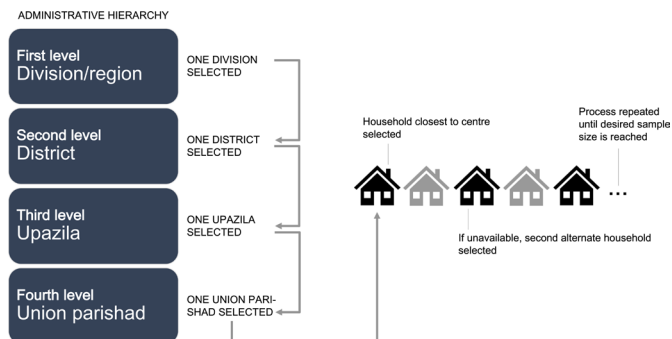 ADMINISTRATIVE HIERARCHY
First level
Division/region
ONE DIVISION
SELECTED
Second level
District
ONE DISTRICT
SELECTED
Third level
Upazila
ONE UPAZILA
SELECTED
Fourth level
Union parishad
ONE UNION PARI-
SHAD SELECTED
Household closest to centre
selected
Process repeated
until desired sample
size is reached
...
If unavailable, second alternate household
selected